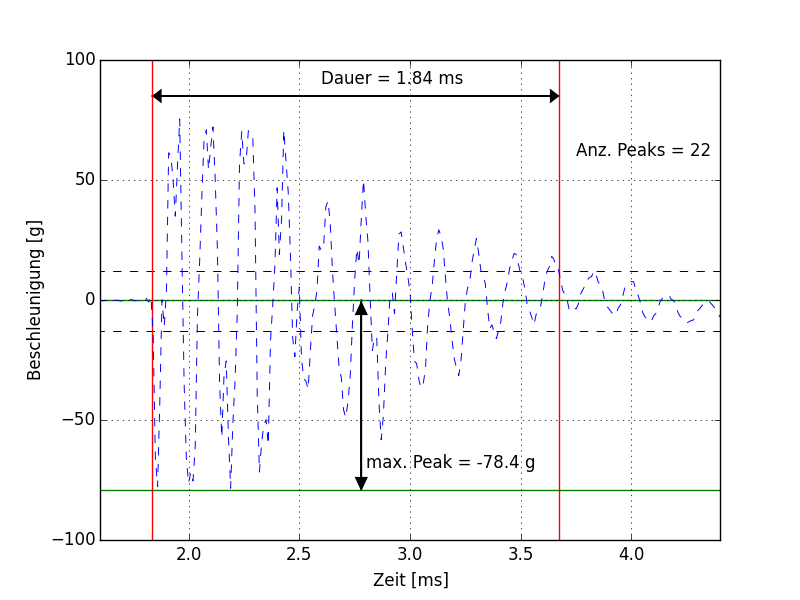 100
Dauer = 1.84 ms
Anz. Peaks = 22
50
0
−50
max. Peak = -78.4 g
−100
2.0 2.5 3.0 3.5 4.0
Zeit [ms]
Beschleunigung [g]